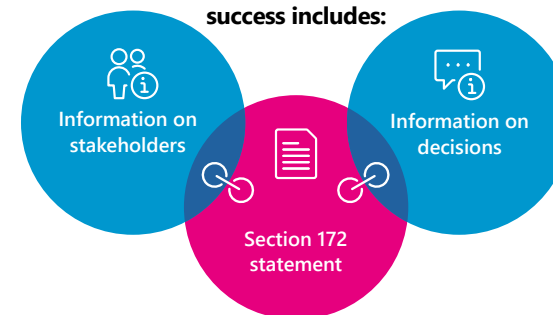 success includes:
Information on
stakeholders
Information on
decisions
Section 172
statement